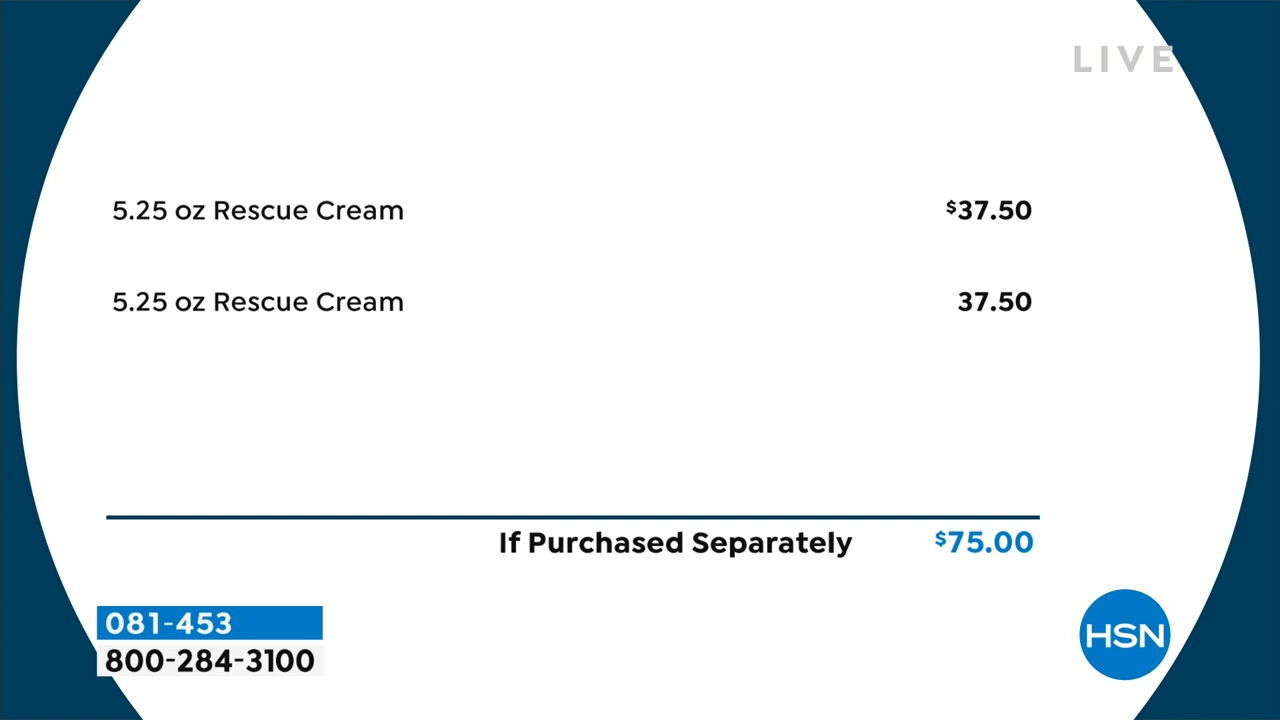 LIVE
5.25 oz Rescue Cream $37.50
5.25 oz Rescue Cream 37.50
If Purchased Separately $75.00
081-453
800-284-3100
HSN